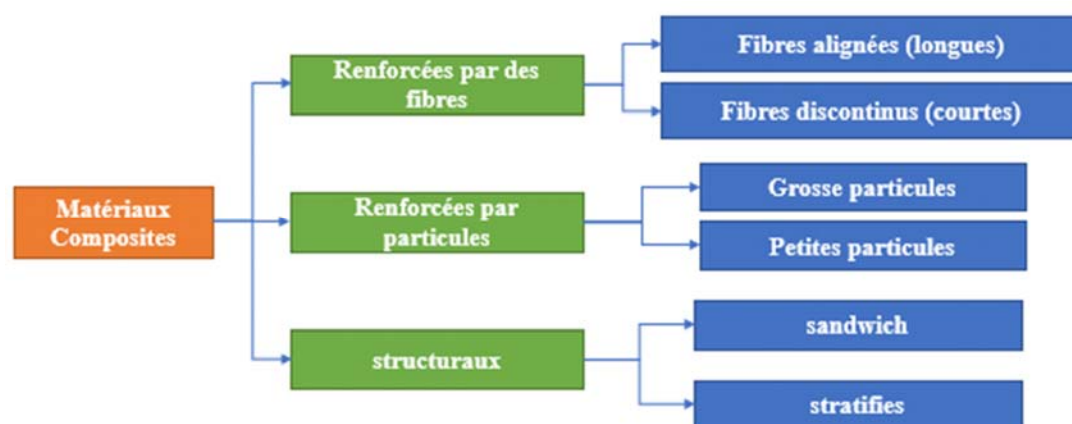 Matériaux
Composites
Renforcées par des
fibres
Fibres alignées (longues)
Fibres discontinus (courtes)
Renforcées par
particules
Grosse particules
Petites particules
structuraux
sandwich
stratifies